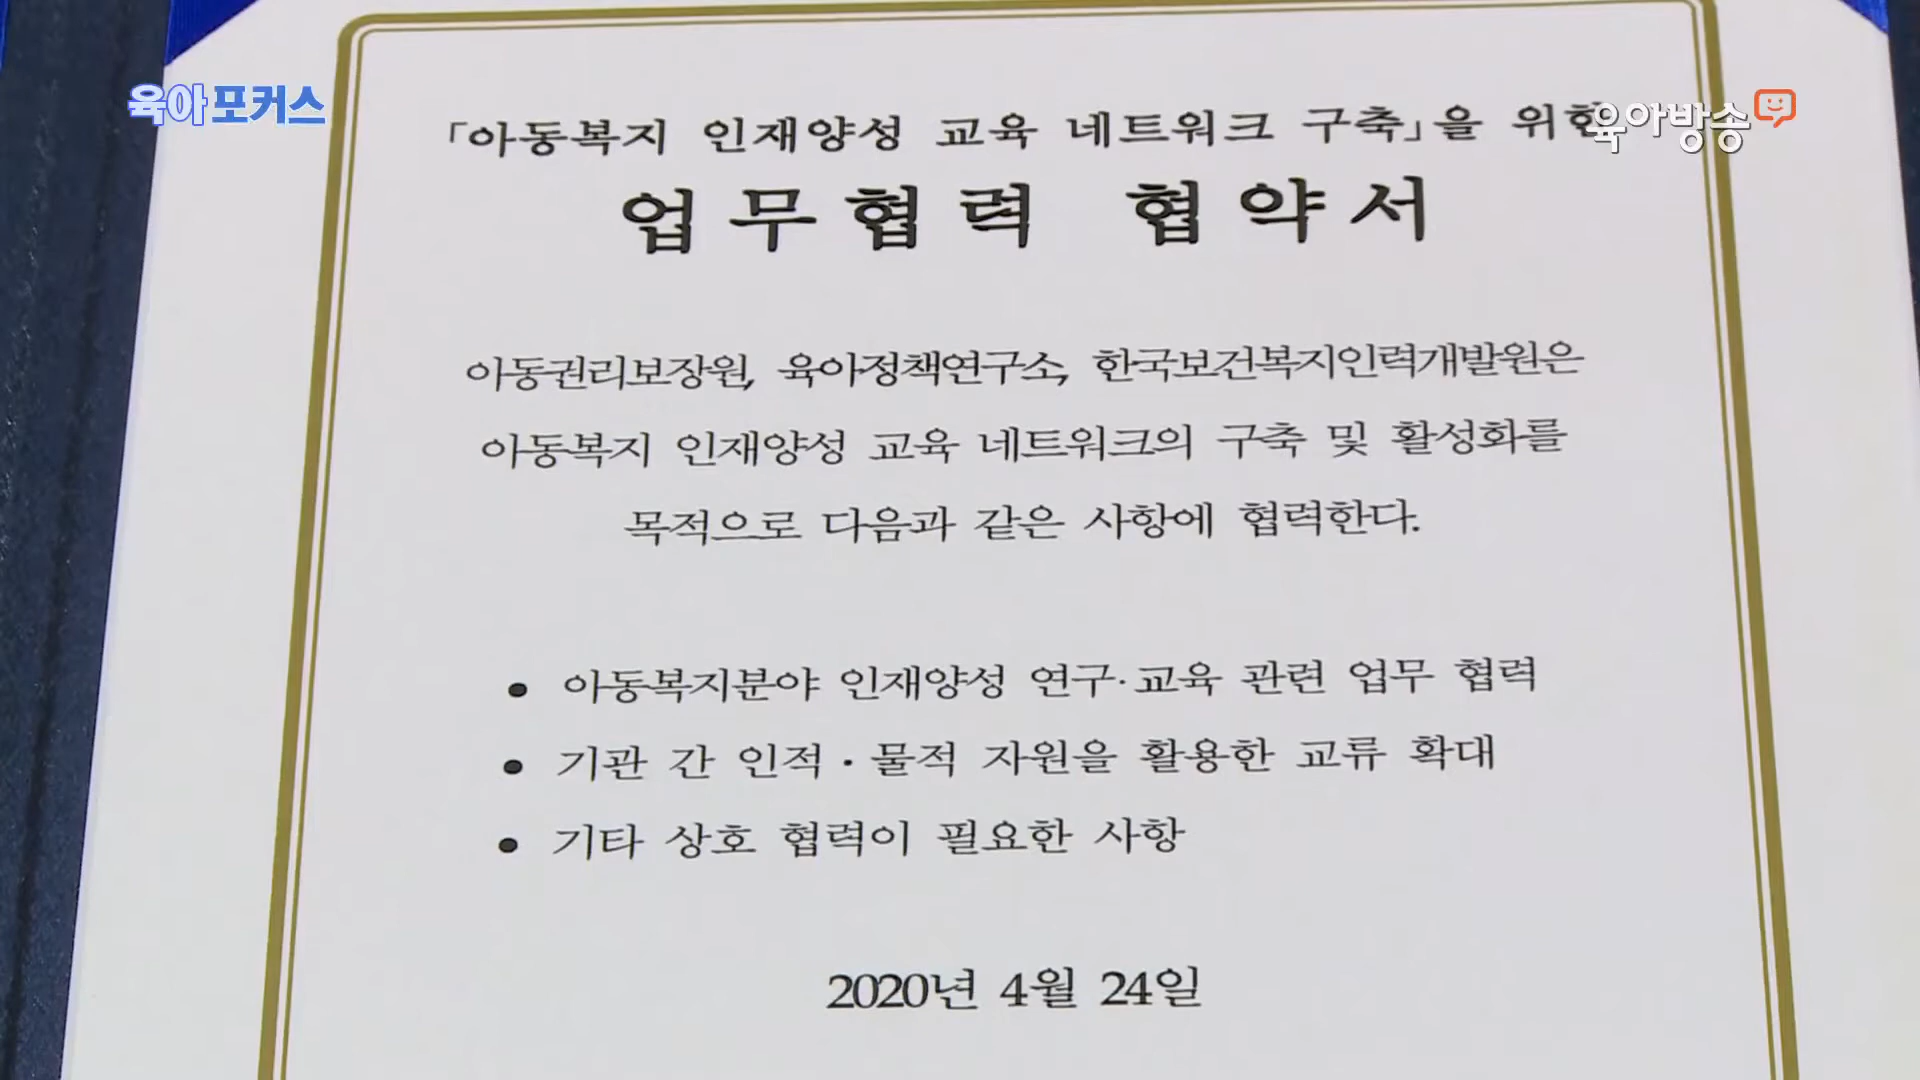 육아포커스
육아방송
「아동복지 인재양성 교육 네트워크 구축」을 위한
업무협력 협약서
아동권리보장원, 육아정책연구소, 한국보건복지인력개발원은
아동복지 인재양성 교육 네트워크의 구축 및 활성화를
목적으로 다음과 같은 사항에 협력한다.
• 아동복지분야 인재양성 연구·교육 관련 업무 협력
• 기관 간 인적·물적 자원을 활용한 교류 확대
• 기타 상호 협력이 필요한 사항
2020년 4월 24일